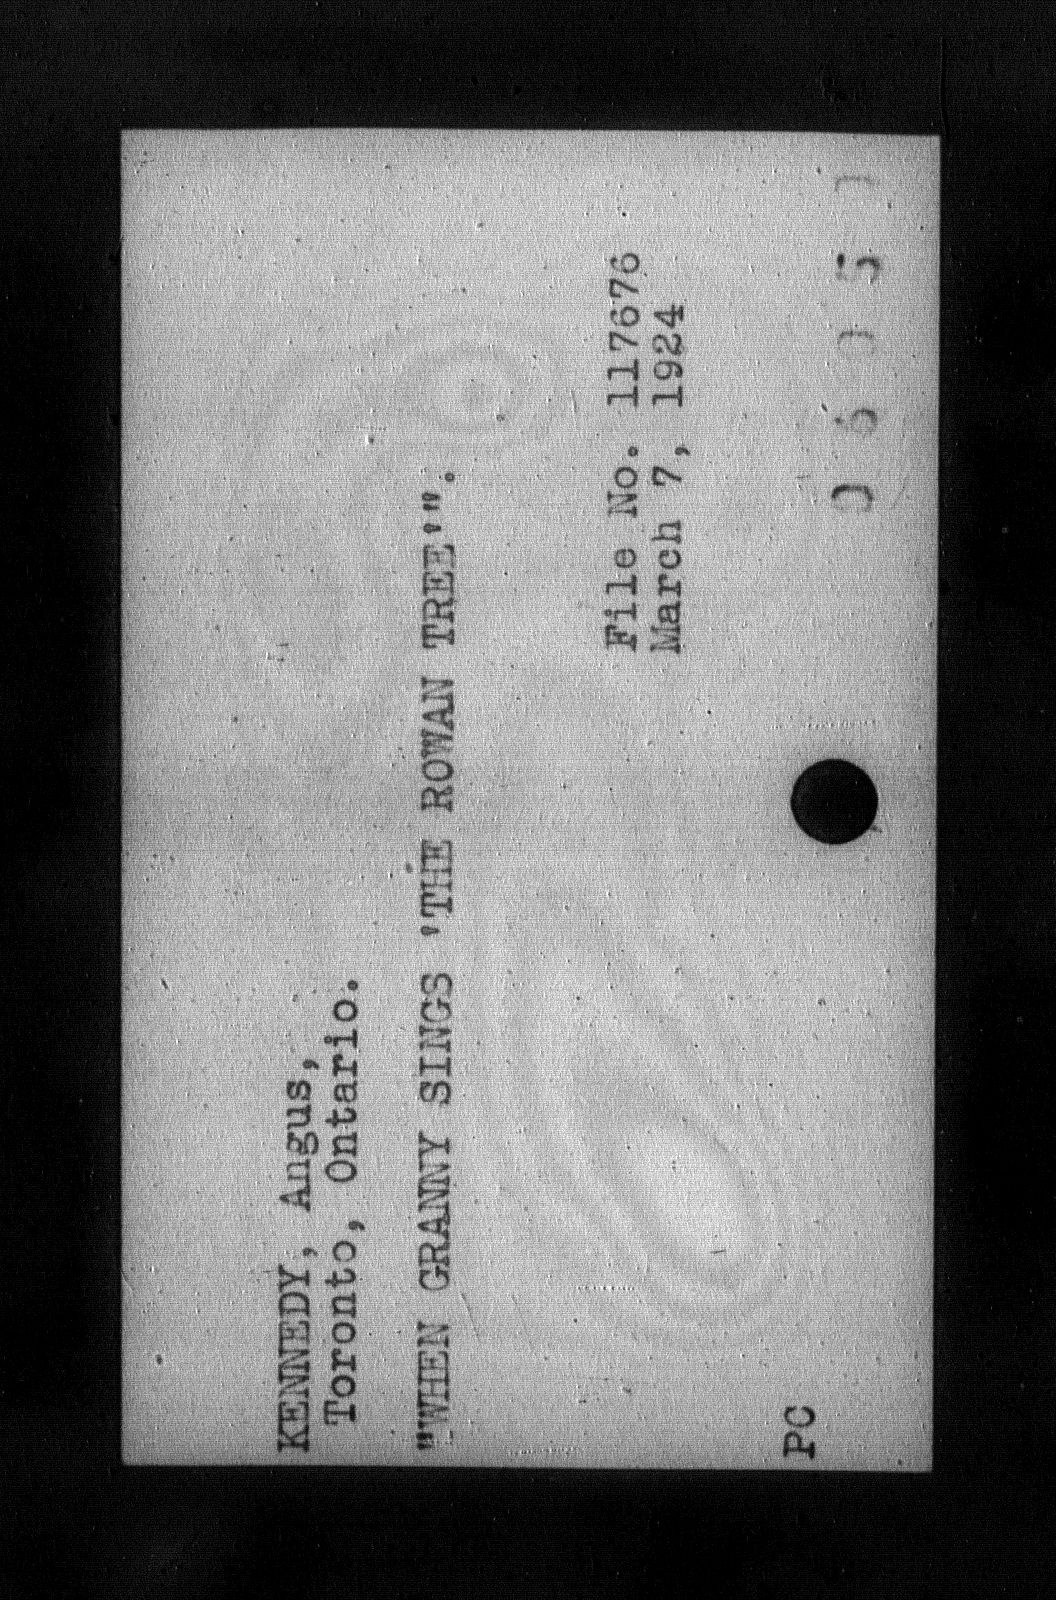 KENNEDY, Angus,
Toronto, Ontario.
"WHEN GRANNY SINGS 'THE ROWAN TREE'".
File No. 117676
March 7, 1924
PC